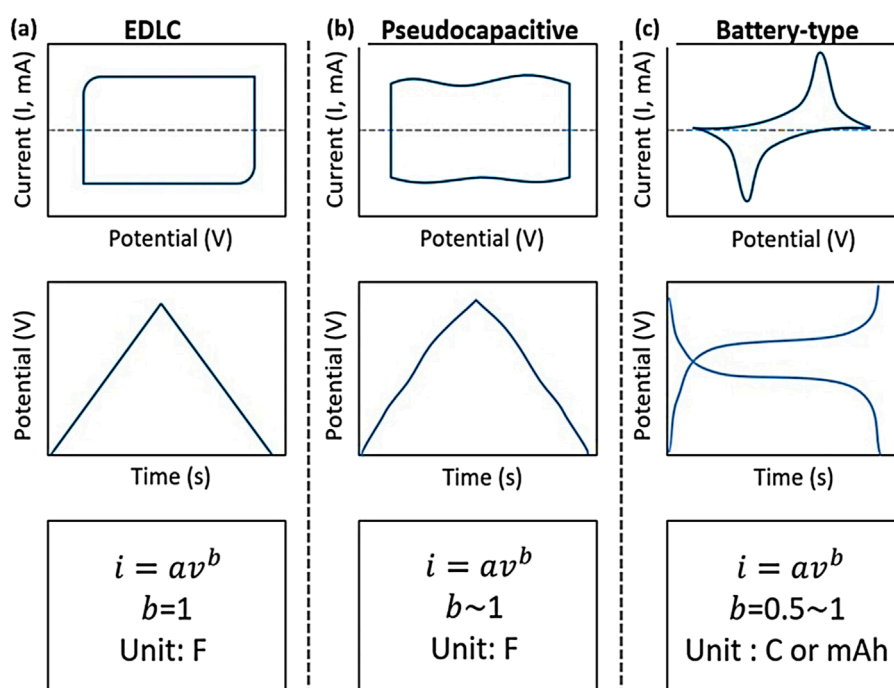 (a) EDLC
Current (I, mA)
Potential (V)
Potential (V)
Time (s)
i = av^b
b=1
Unit: F
(b) Pseudocapacitive
Current (I, mA)
Potential (V)
Potential (V)
Time (s)
i = av^b
b~1
Unit: F
(c) Battery-type
Current (I, mA)
Potential (V)
Potential (V)
Time (s)
i = av^b
b=0.5~1
Unit : C or mAh